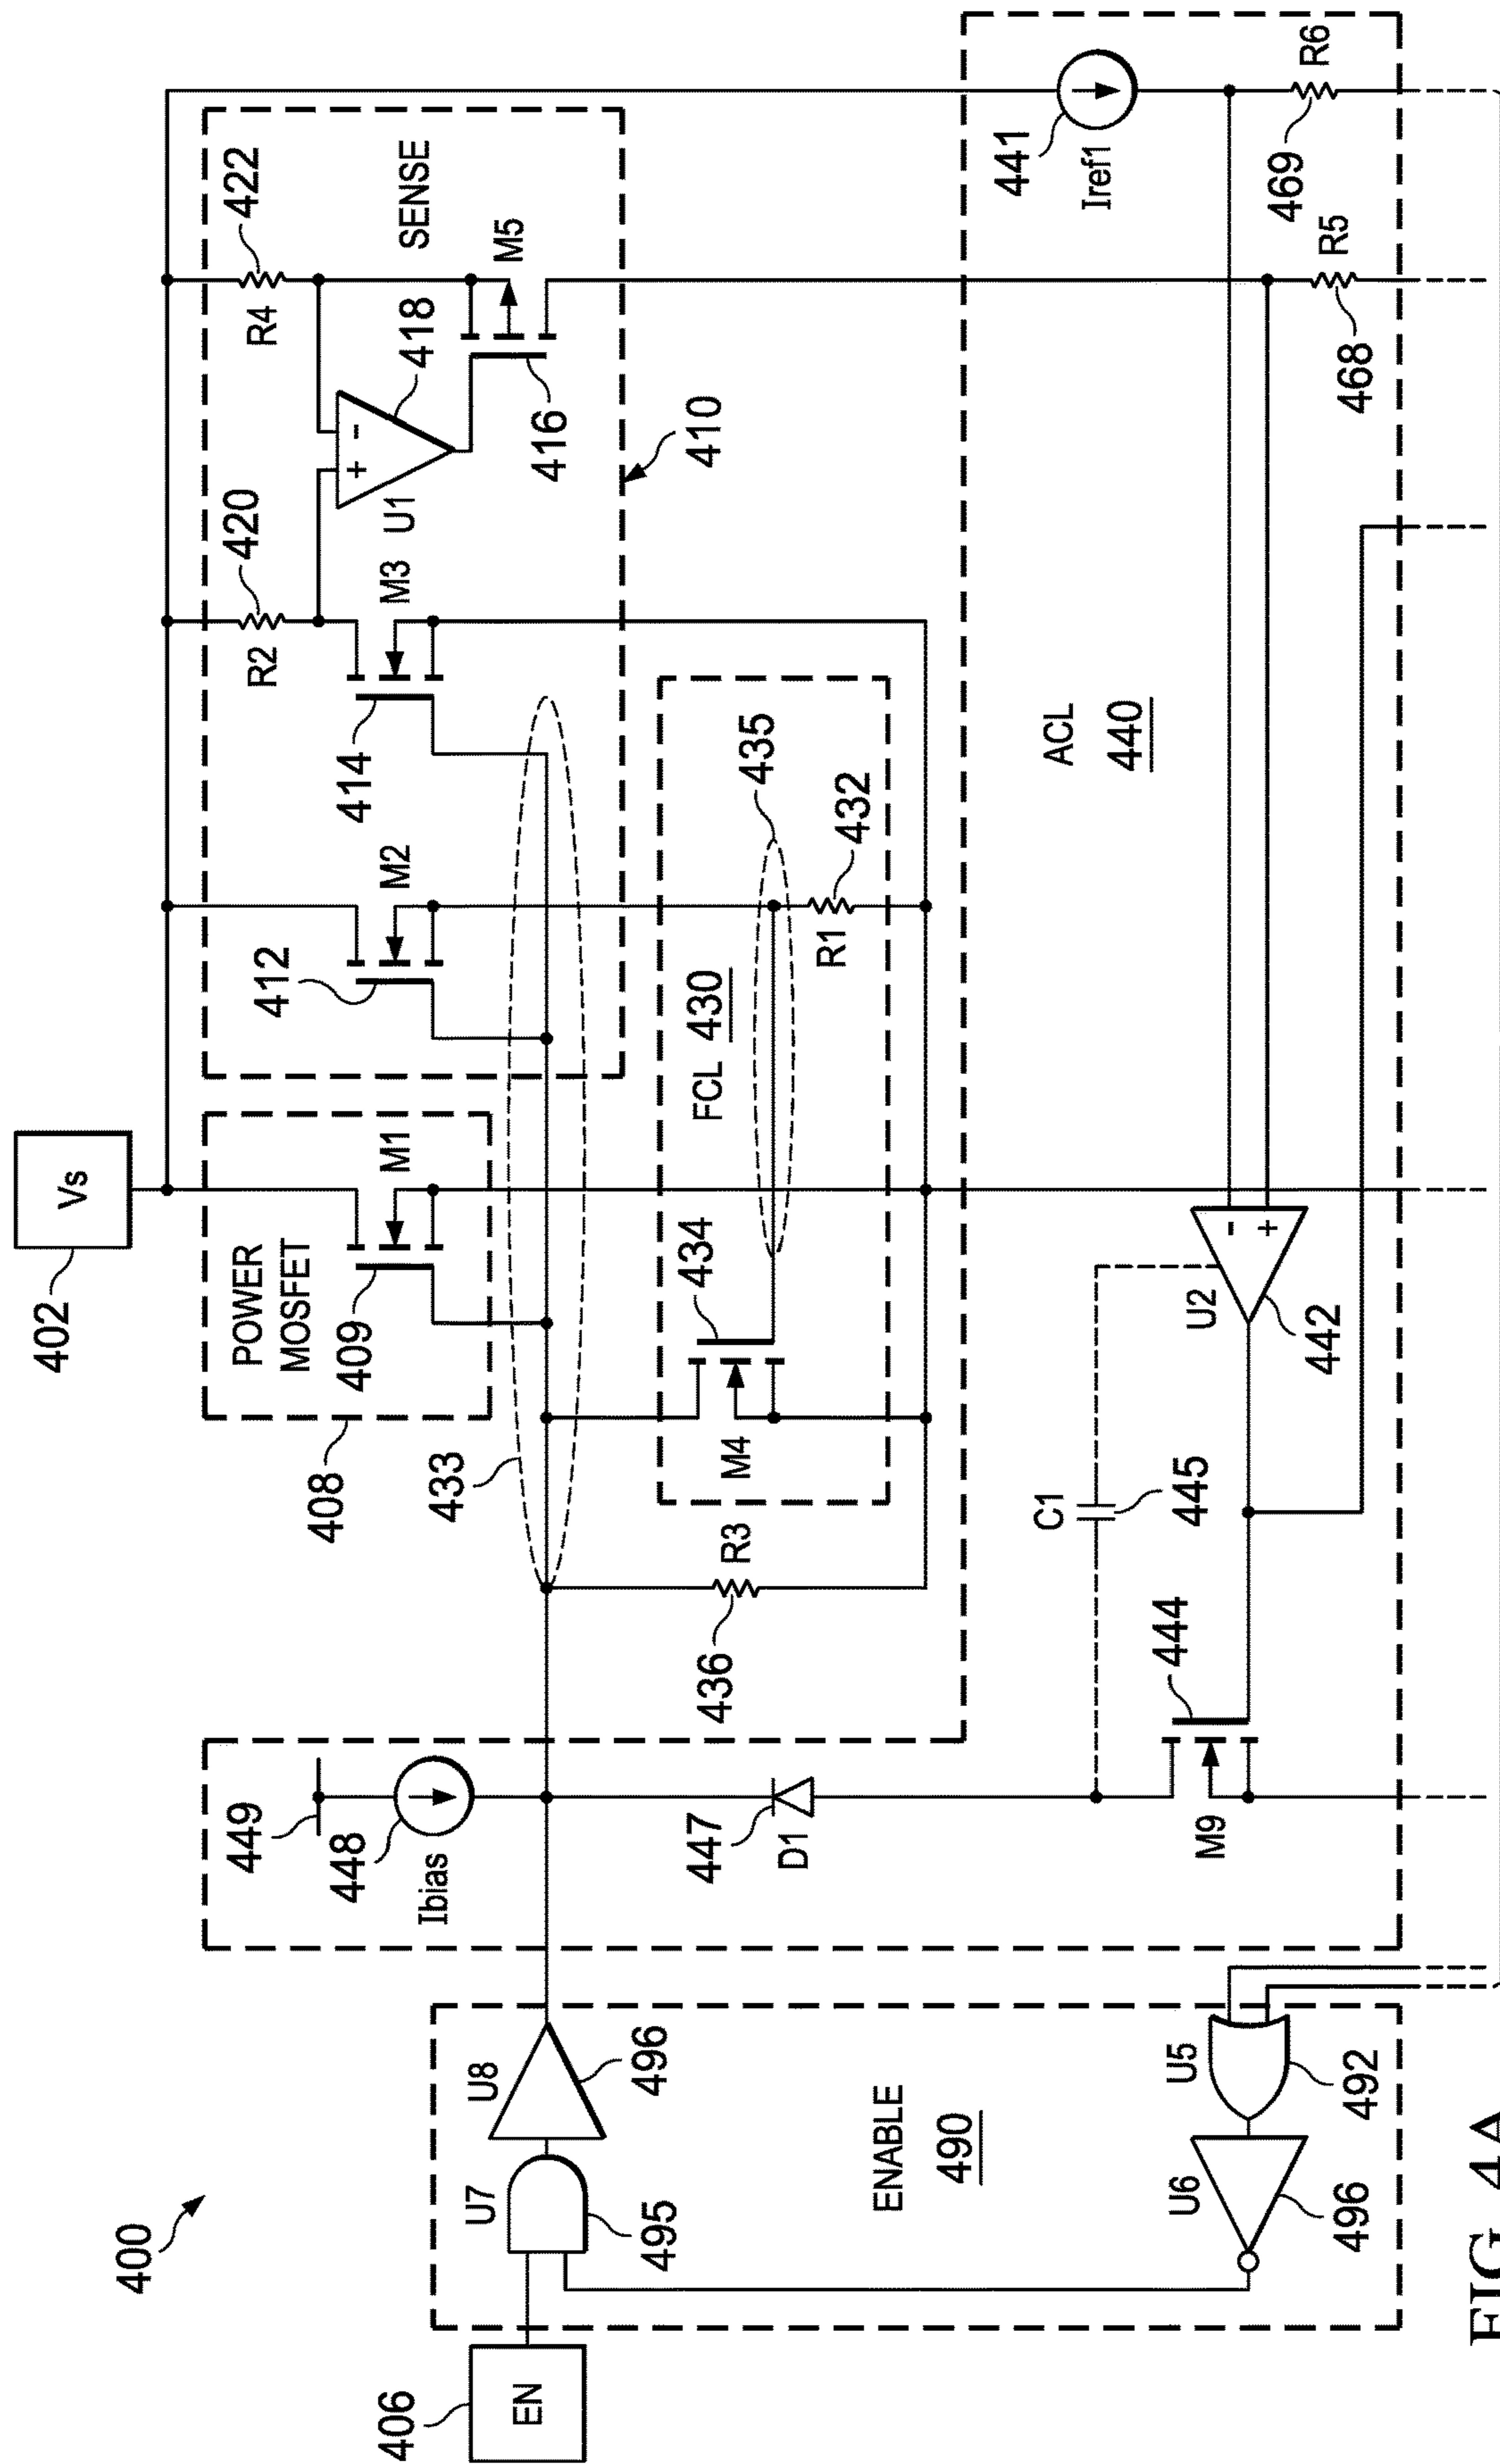 400
402
Vs
POWER
MOSFET
408
409
M1
412
M2
414
M3
R2
420
U1
+
-
418
R4
422
SENSE
M5
416
410
433
FCL
430
434
M4
435
R1
432
R3
436
449
448
Ibias
447
D1
C1
445
444
M9
U2
-
+
442
ACL
440
441
Iref1
469
R6
R5
468
406
EN
U7
495
U8
496
ENABLE
490
U5
492
U6
496
FIG. 4A